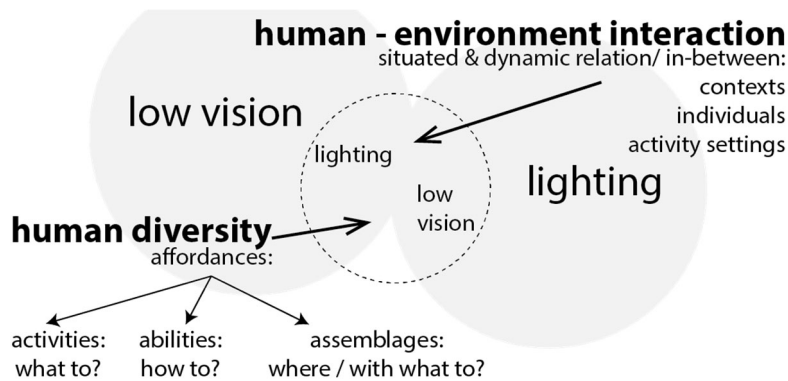 human - environment interaction
situated & dynamic relation/ in-between:
contexts
individuals
activity settings
low vision
lighting
lighting
low
vision
human diversity
affordances:
activities:
what to?
abilities:
how to?
assemblages:
where / with what to?